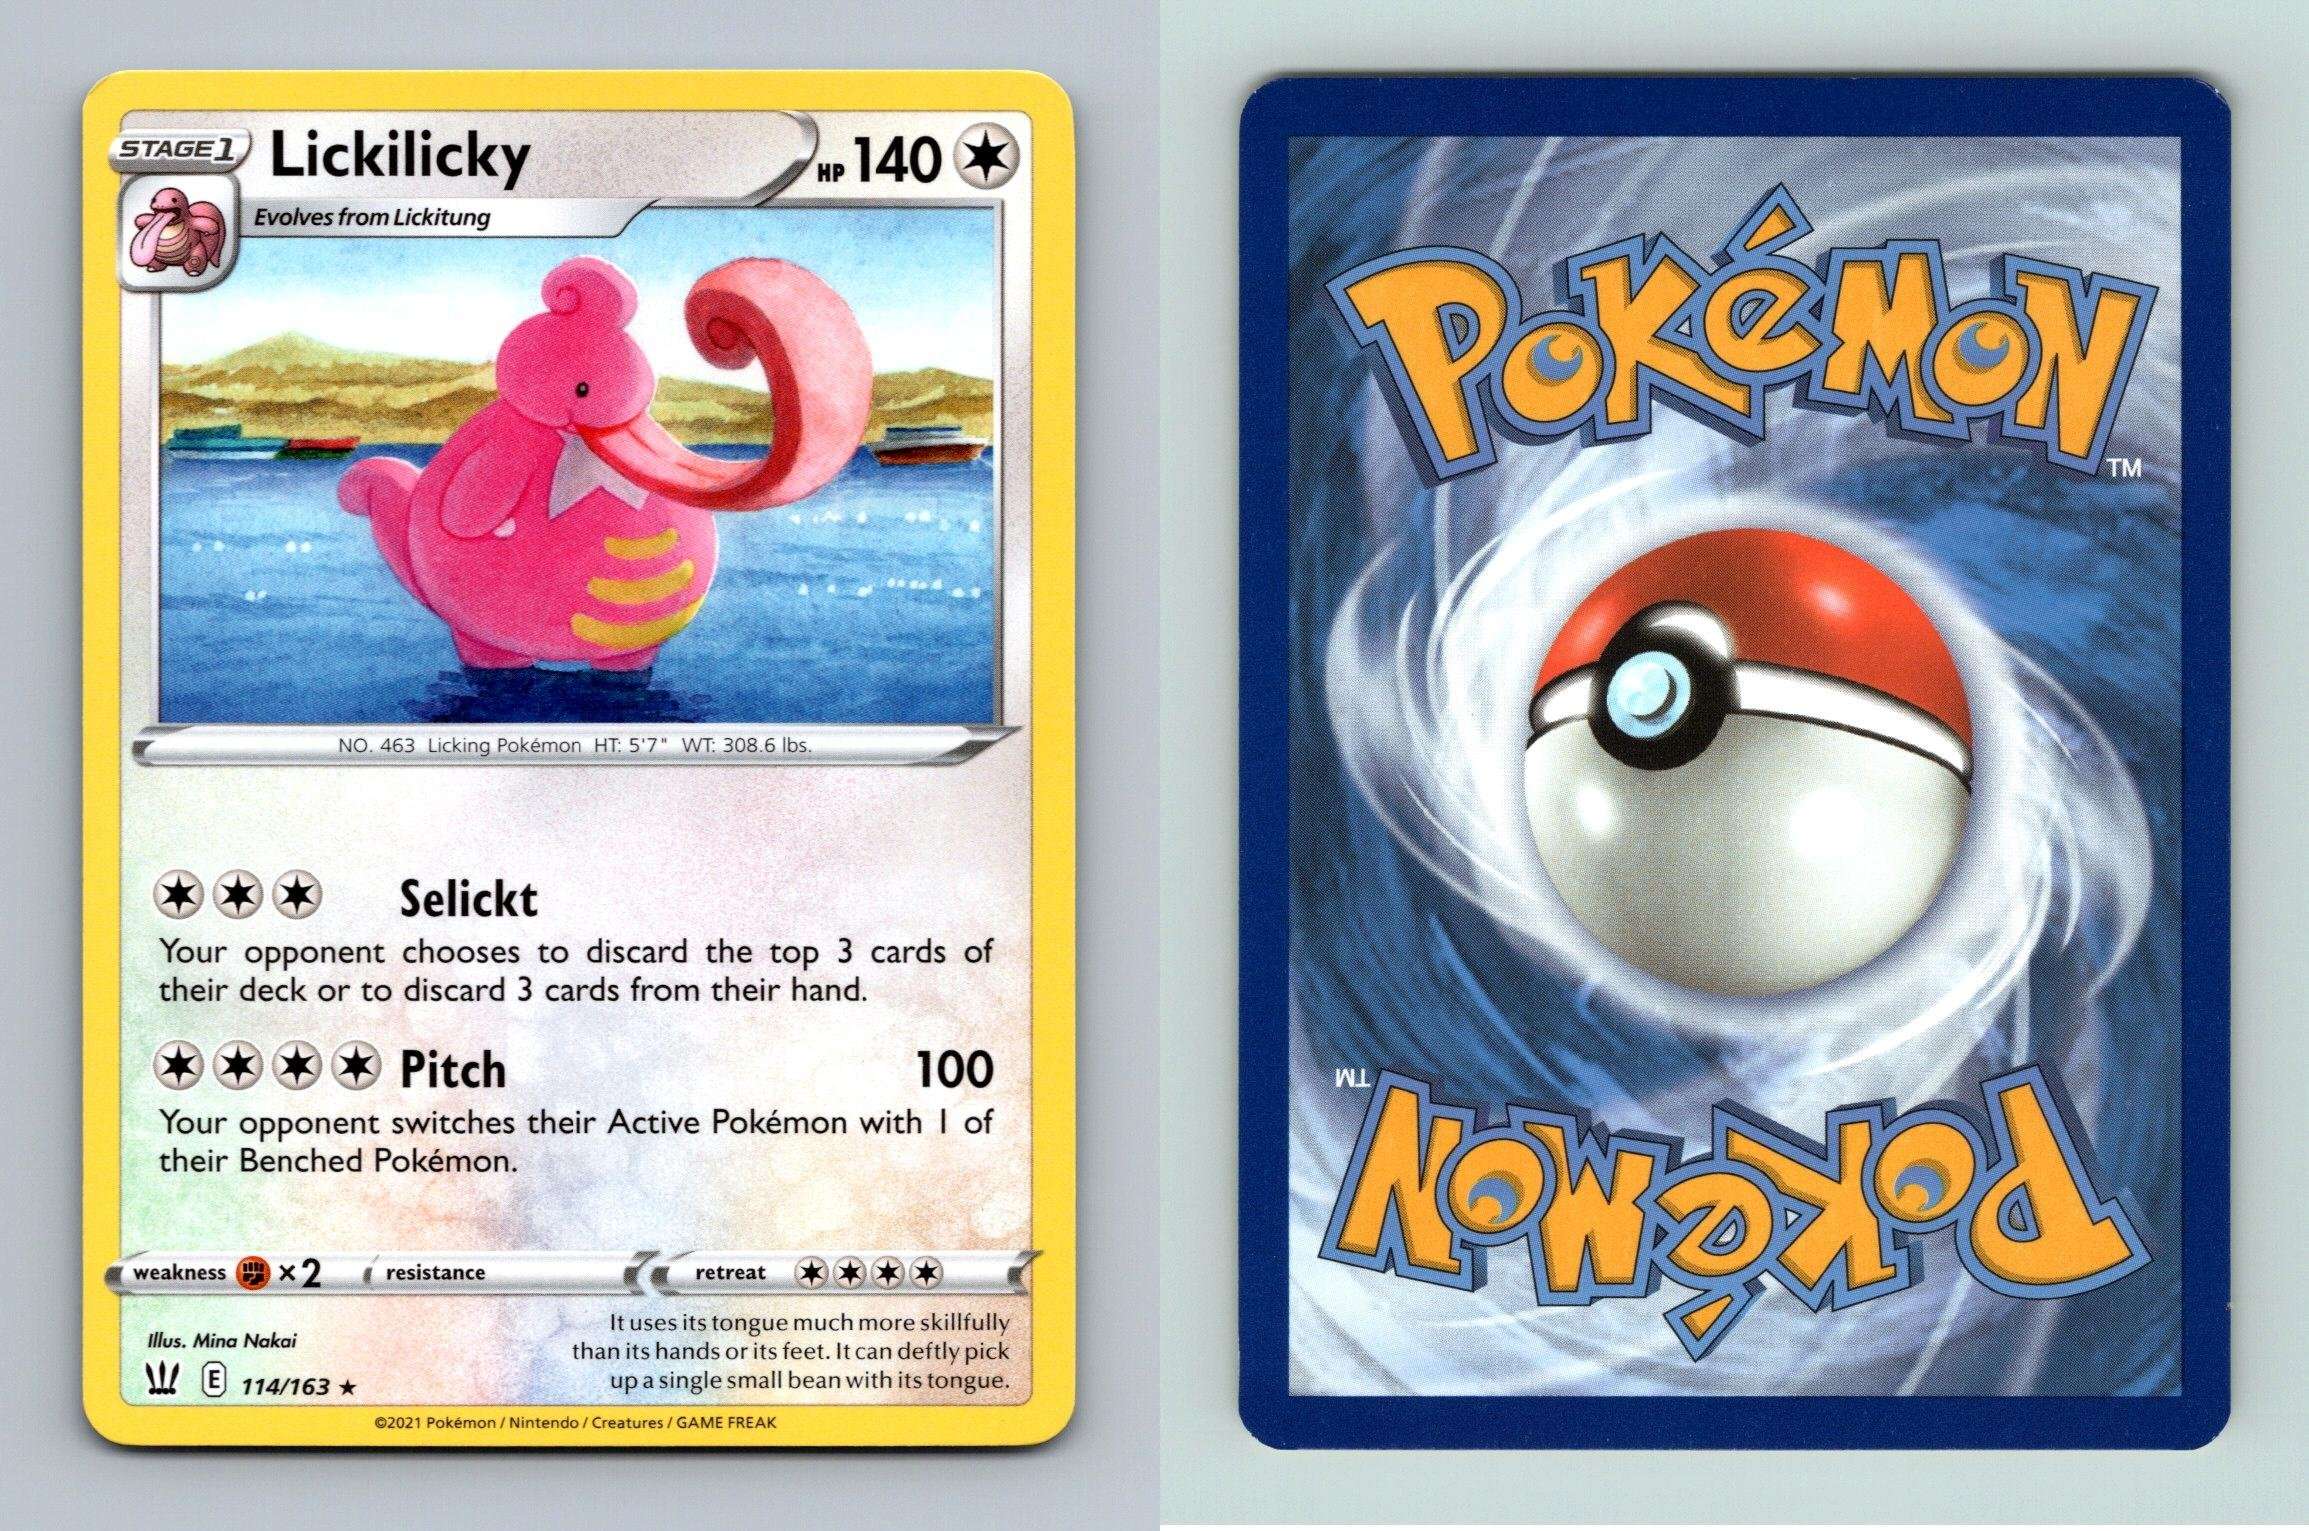 STAGE 1
Lickilicky
HP 140
Evolves from Lickitung
NO. 463 Licking Pokémon HT: 5'7" WT: 308.6 lbs.
Selickt
Your opponent chooses to discard the top 3 cards of
their deck or to discard 3 cards from their hand.
Pitch 100
Your opponent switches their Active Pokémon with 1 of
their Benched Pokémon.
weakness ×2 resistance retreat
It uses its tongue much more skillfully
than its hands or its feet. It can deftly pick
up a single small bean with its tongue.
Illus. Mina Nakai
E 114/163 ★
©2021 Pokémon / Nintendo / Creatures / GAME FREAK
POKéMON
TM
POKéMON
TM